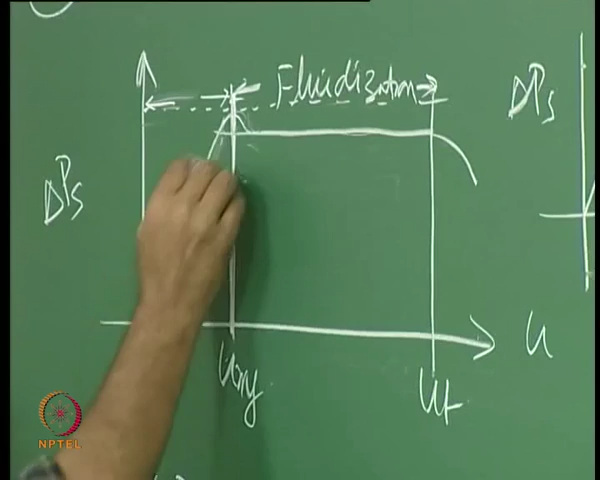 Fluidization
ΔPs
ΔPs
u
umf
ut
NPTEL